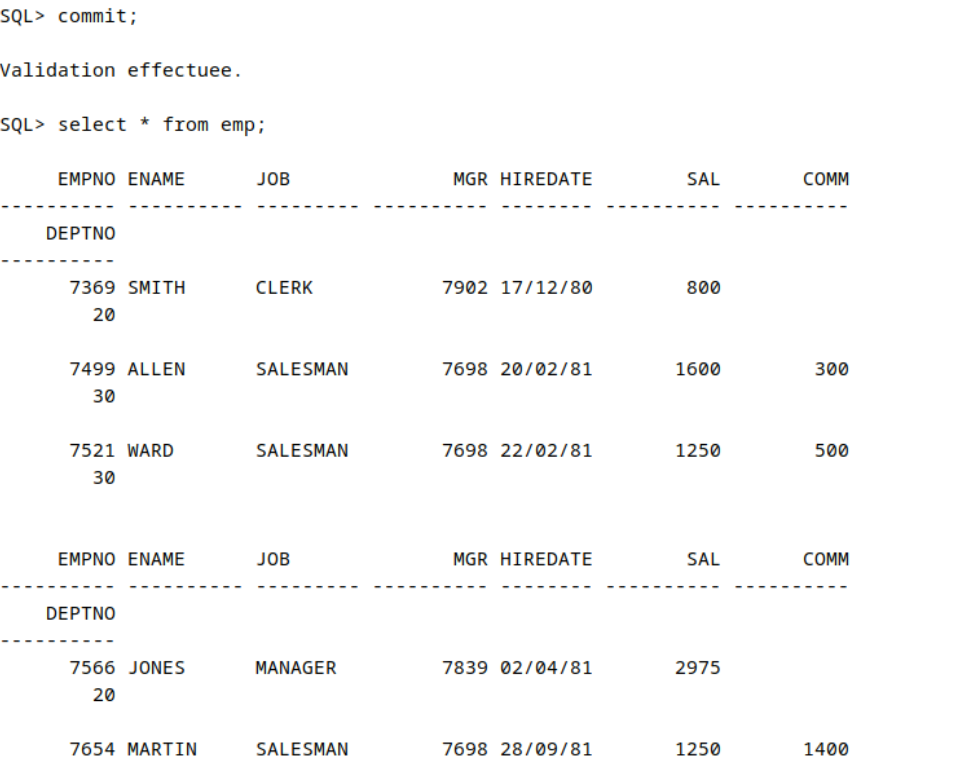 SQL> commit;
Validation effectuee.
SQL> select * from emp;
     EMPNO ENAME      JOB              MGR HIREDATE        SAL       COMM
---------- ---------- --------- ---------- -------- ---------- ----------
    DEPTNO
----------
      7369 SMITH      CLERK           7902 17/12/80        800
        20
      7499 ALLEN      SALESMAN        7698 20/02/81       1600        300
        30
      7521 WARD       SALESMAN        7698 22/02/81       1250        500
        30
     EMPNO ENAME      JOB              MGR HIREDATE        SAL       COMM
---------- ---------- --------- ---------- -------- ---------- ----------
    DEPTNO
----------
      7566 JONES      MANAGER         7839 02/04/81       2975
        20
      7654 MARTIN     SALESMAN        7698 28/09/81       1250       1400